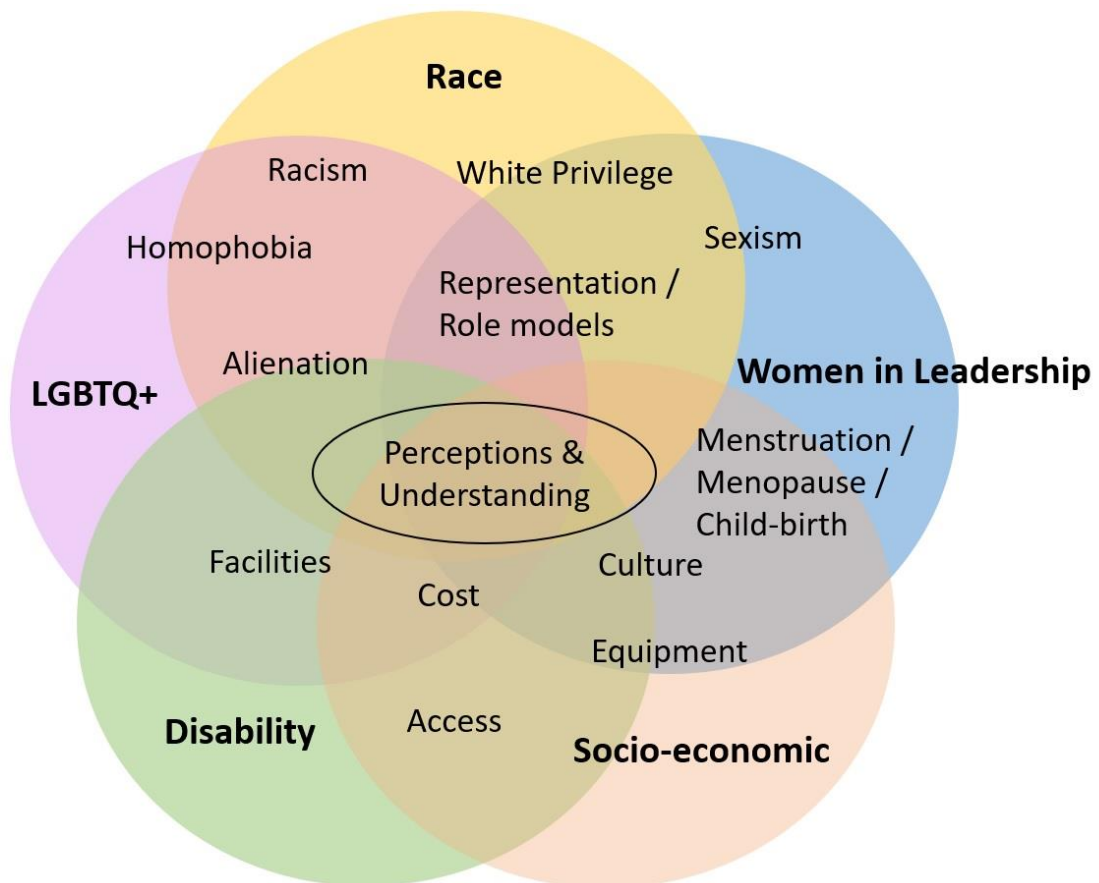 Race
Racism
White Privilege
Homophobia
Sexism
Representation /
Role models
Alienation
LGBTQ+
Women in Leadership
Perceptions &
Understanding
Menstruation /
Menopause /
Child-birth
Facilities
Culture
Cost
Equipment
Disability
Access
Socio-economic